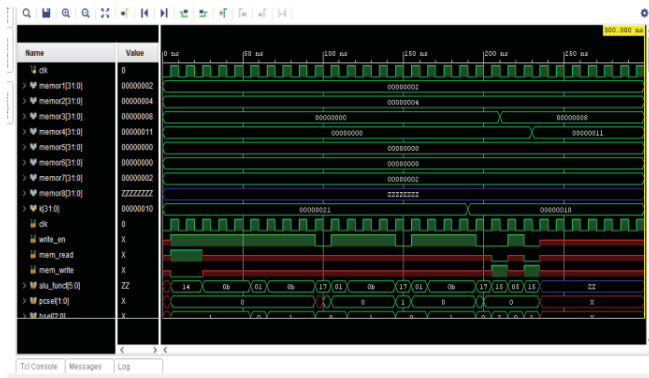 300.000 ns
Name Value 0 ns 50 ns 100 ns 150 ns 200 ns 250 ns
clk 0
memor1[31:0] 00000002 00000002
memor2[31:0] 00000004 00000004
memor3[31:0] 00000008 00000000 00000008
memor4[31:0] 00000011 00000000 00000011
memor5[31:0] 00000000 00000000
memor6[31:0] 00000000 00000000
memor7[31:0] 00000002 00000002
memor8[31:0] ZZZZZZZZ ZZZZZZZZ
k[31:0] 00000010 00000021 00000010
clk 0
write_en X
mem_read X
mem_write X
alu_funct[5:0] ZZ 14 0b 01 0b 17 01 0b 17 01 0b 17 15 05 15 ZZ
pcsel[1:0] X 0 0 1 0 0 X
bsel[2:0] X
Tcl Console Messages Log